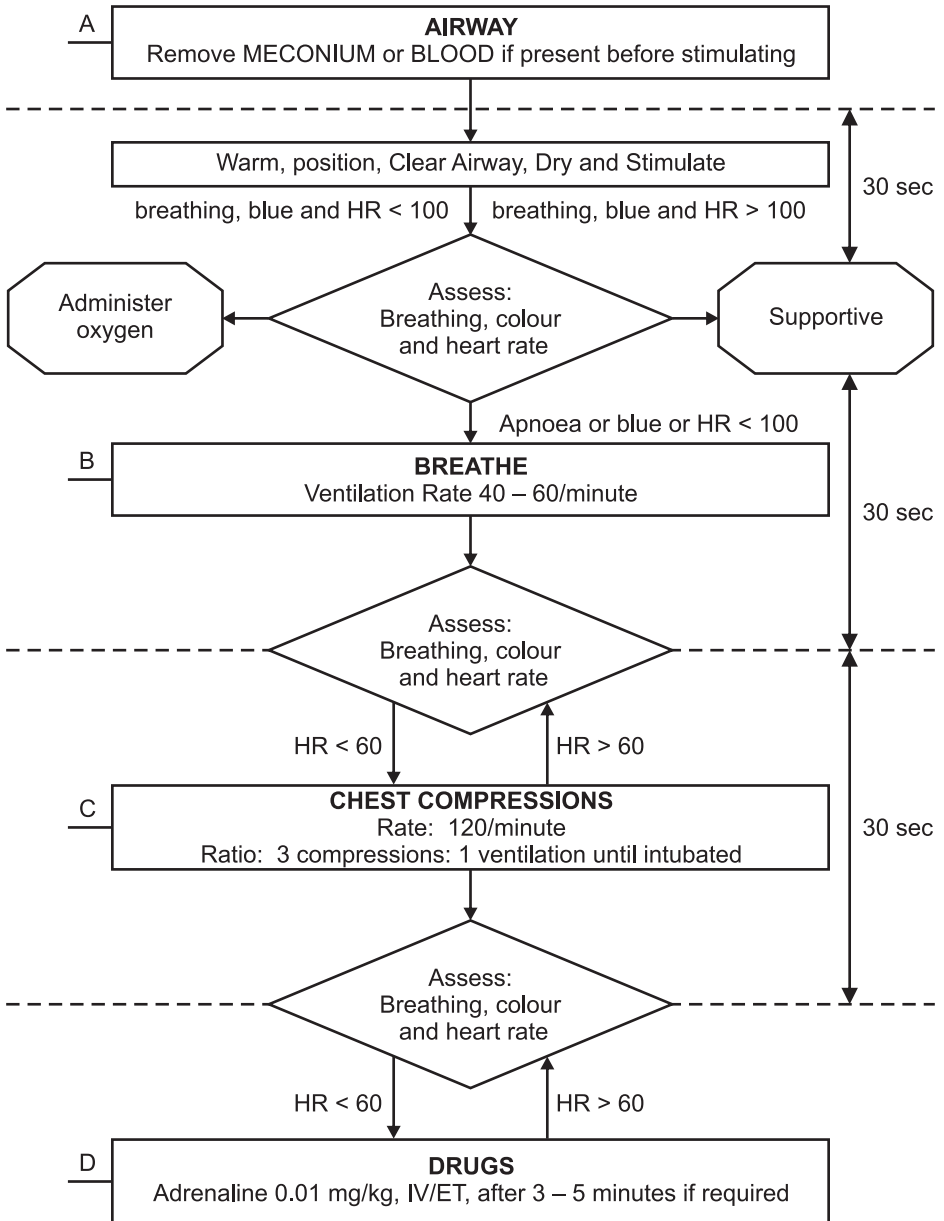 A
AIRWAY
Remove MECONIUM or BLOOD if present before stimulating
Warm, position, Clear Airway, Dry and Stimulate
30 sec
breathing, blue and HR < 100
breathing, blue and HR > 100
Administer
oxygen
Assess:
Breathing, colour
and heart rate
Supportive
Apnoea or blue or HR < 100
B
BREATHE
Ventilation Rate 40 – 60/minute
30 sec
Assess:
Breathing, colour
and heart rate
HR < 60
HR > 60
C
CHEST COMPRESSIONS
Rate: 120/minute
Ratio: 3 compressions: 1 ventilation until intubated
30 sec
Assess:
Breathing, colour
and heart rate
HR < 60
HR > 60
D
DRUGS
Adrenaline 0.01 mg/kg, IV/ET, after 3 – 5 minutes if required